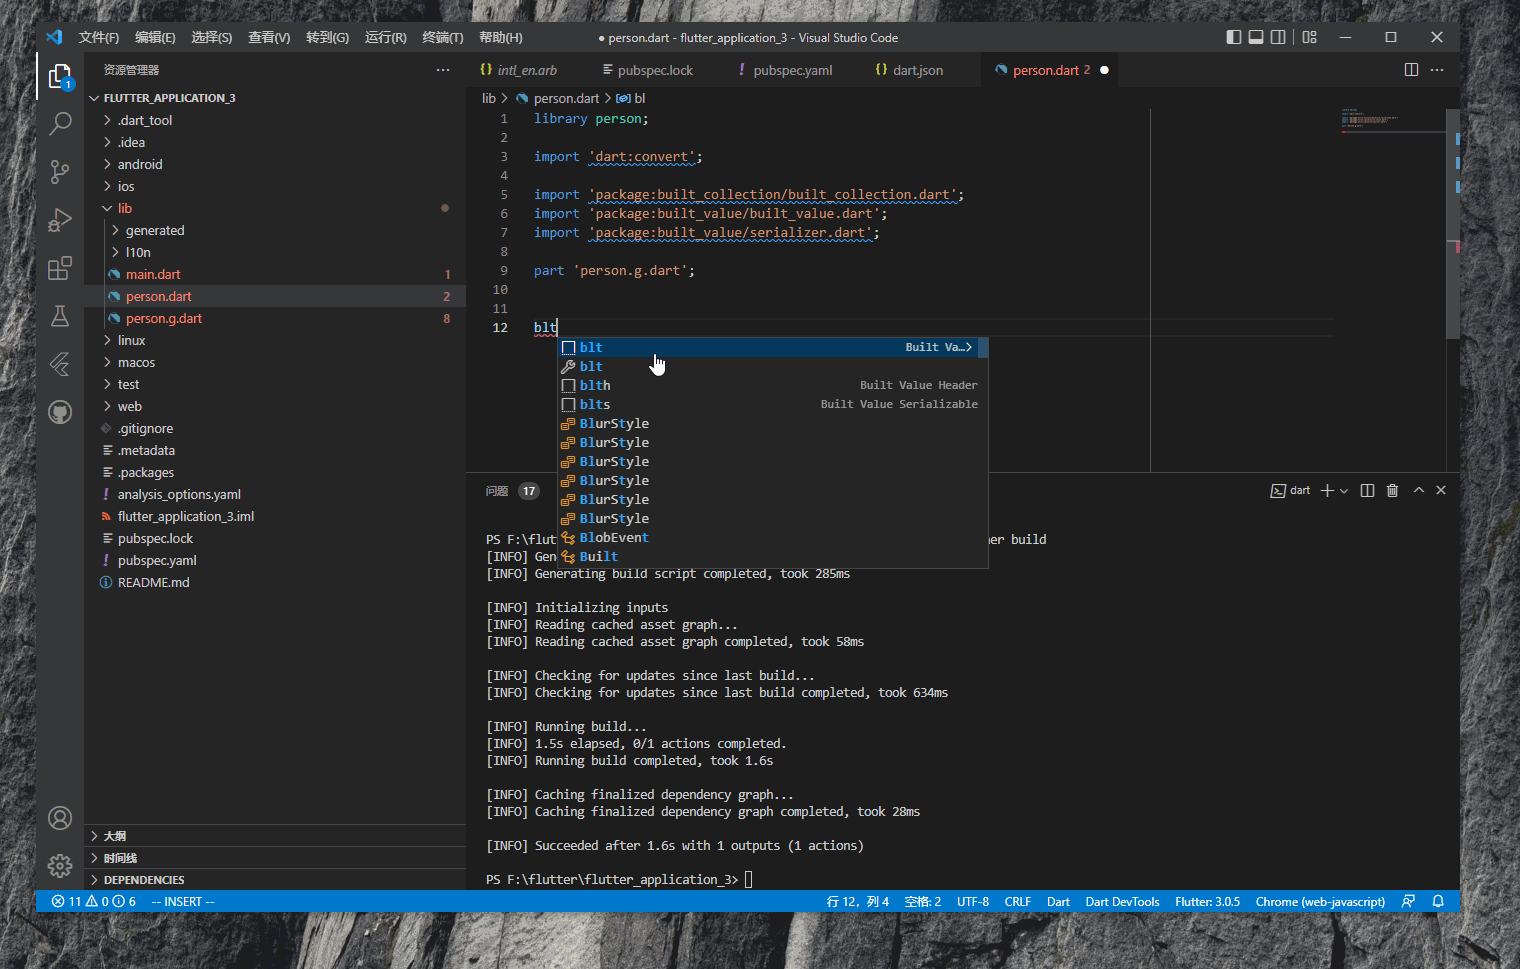 文件(F) 编辑(E) 选择(S) 查看(V) 转到(G) 运行(R) 终端(T) 帮助(H) ● person.dart - flutter_application_3 - Visual Studio Code
资源管理器
1
FLUTTER_APPLICATION_3
.dart_tool
.idea
android
ios
lib
generated
l10n
main.dart 1
person.dart 2
person.g.dart 8
linux
macos
test
web
.gitignore
.metadata
.packages
analysis_options.yaml
flutter_application_3.iml
pubspec.lock
pubspec.yaml
README.md
大纲
时间线
DEPENDENCIES
intl_en.arb pubspec.lock pubspec.yaml dart.json person.dart 2
lib > person.dart > bl
1 library person;
2
3 import 'dart:convert';
4
5 import 'package:built_collection/built_collection.dart';
6 import 'package:built_value/built_value.dart';
7 import 'package:built_value/serializer.dart';
8
9 part 'person.g.dart';
10
11
12 blt
blt Built Va…>
blt
blth Built Value Header
blts Built Value Serializable
BlurStyle
BlurStyle
BlurStyle
BlurStyle
BlurStyle
BlurStyle
BlobEvent
Built
问题 17 dart
PS F:\flut er build
[INFO] Gen
[INFO] Generating build script completed, took 285ms
[INFO] Initializing inputs
[INFO] Reading cached asset graph...
[INFO] Reading cached asset graph completed, took 58ms
[INFO] Checking for updates since last build...
[INFO] Checking for updates since last build completed, took 634ms
[INFO] Running build...
[INFO] 1.5s elapsed, 0/1 actions completed.
[INFO] Running build completed, took 1.6s
[INFO] Caching finalized dependency graph...
[INFO] Caching finalized dependency graph completed, took 28ms
[INFO] Succeeded after 1.6s with 1 outputs (1 actions)
PS F:\flutter\flutter_application_3>
11 0 6 -- INSERT -- 行 12，列 4 空格: 2 UTF-8 CRLF Dart Dart DevTools Flutter: 3.0.5 Chrome (web-javascript)